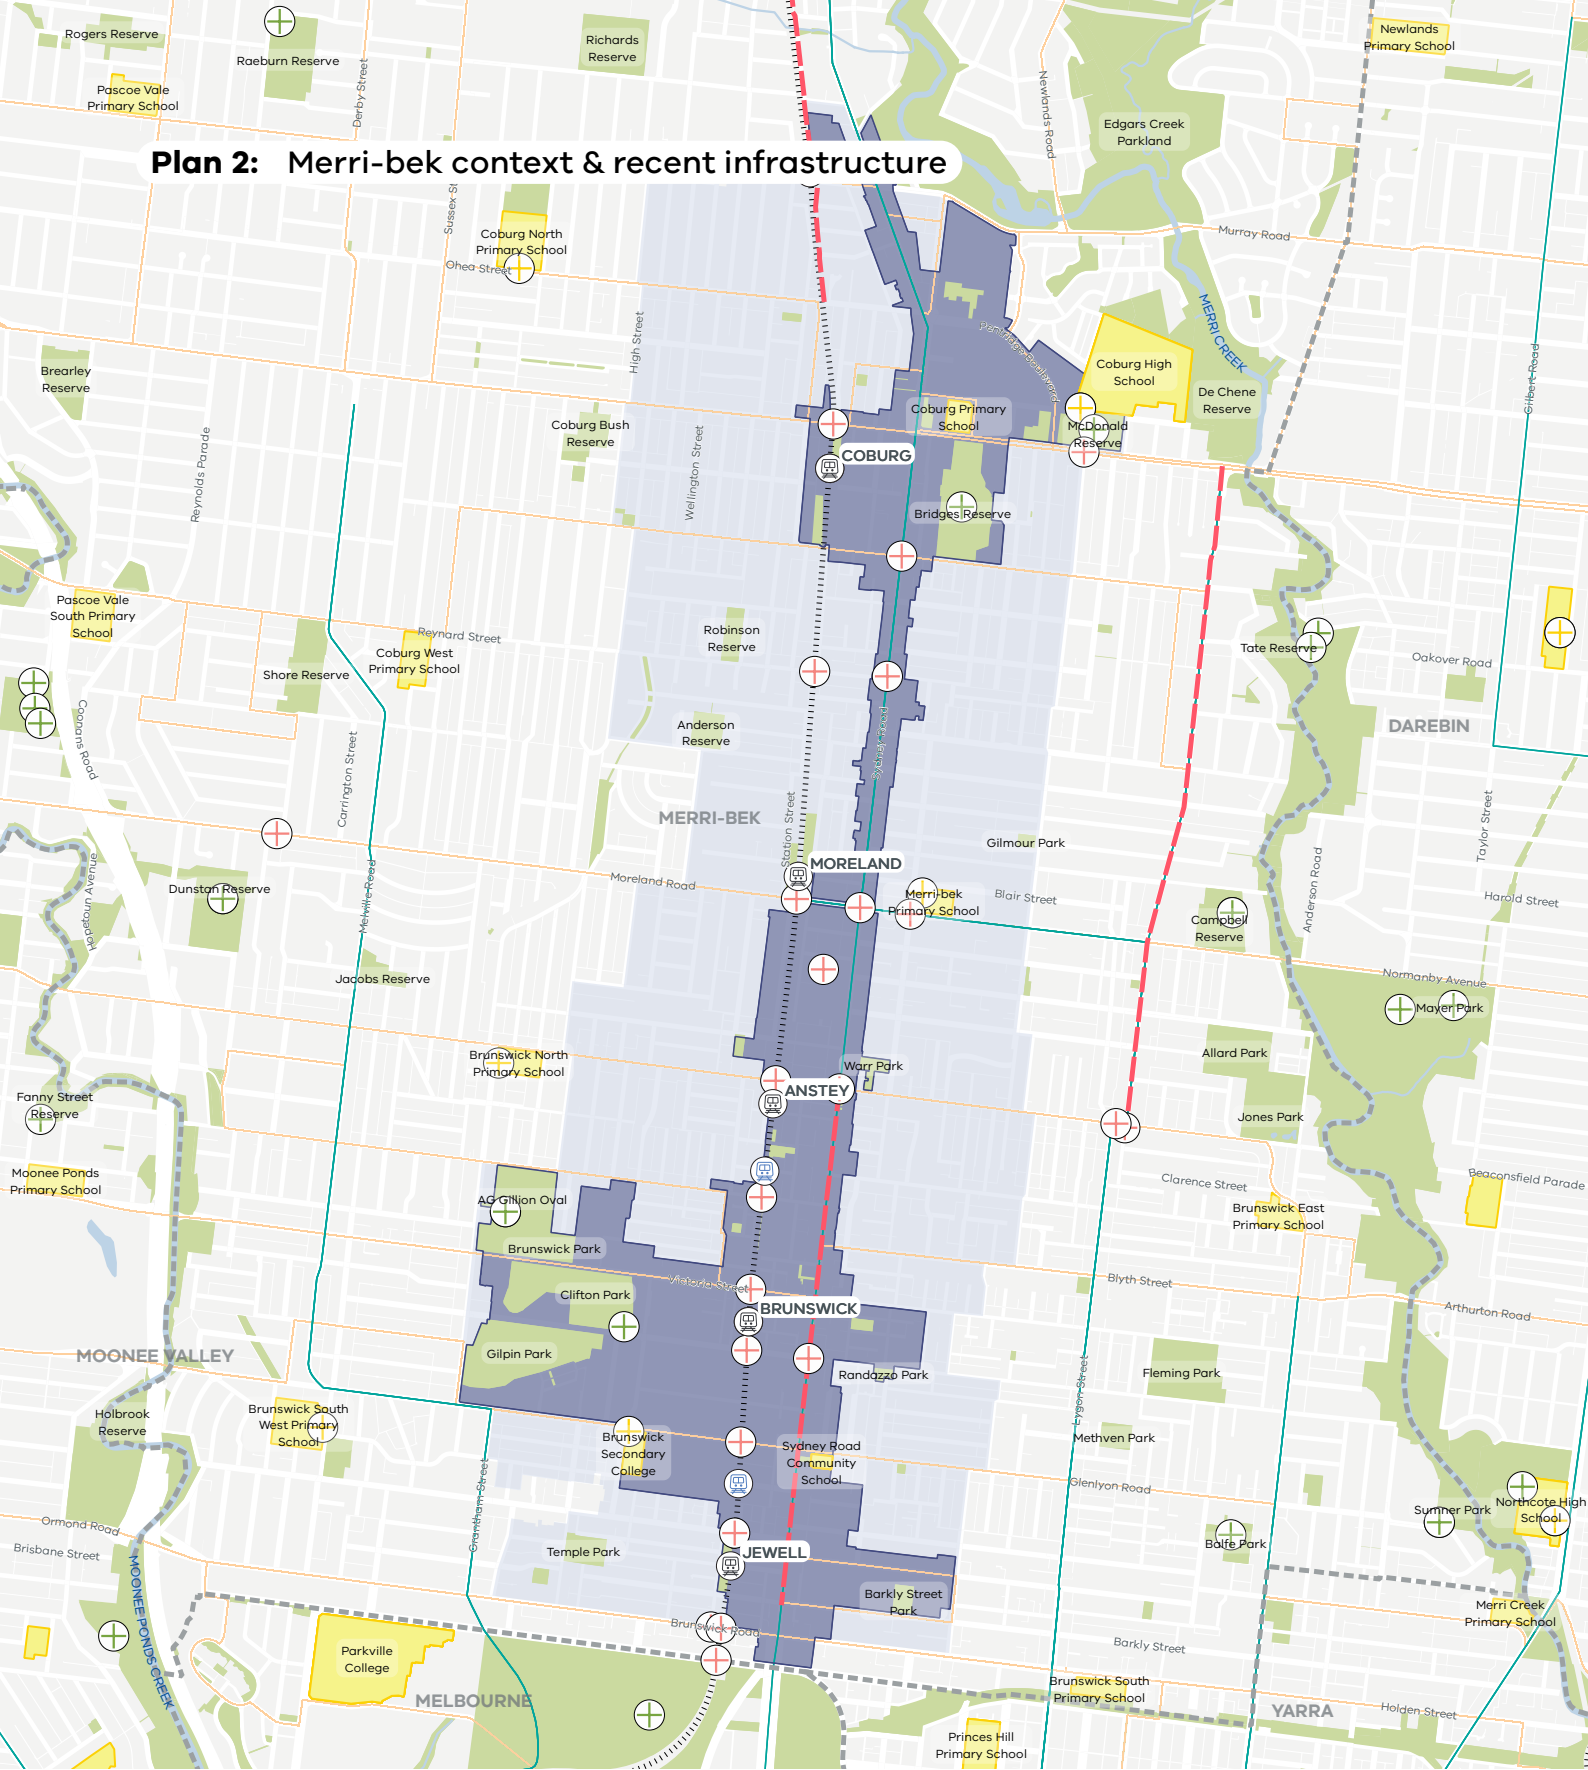 Rogers Reserve
Raeburn Reserve
Richards
Reserve
Newlands
Primary School
Pascoe Vale
Primary School
Derby Street
Newlands Road
Edgars Creek
Parkland
Plan 2: Merri-bek context & recent infrastructure
Sussex St
Coburg North
Primary School
Ohea Street
Murray Road
MERRI CREEK
High Street
Pentridge Boulevard
Gilbert Road
Brearley
Reserve
Coburg High
School
De Chene
Reserve
Coburg Bush
Reserve
Coburg Primary
School
McDonald
Reserve
COBURG
Reynolds Parade
Wellington Street
Bridges Reserve
Pascoe Vale
South Primary
School
Reynard Street
Coburg West
Primary School
Shore Reserve
Robinson
Reserve
Tate Reserve
Oakover Road
Coonans Road
Anderson
Reserve
Sydney Road
DAREBIN
Carrington Street
MERRI-BEK
Station Street
Gilmour Park
Taylor Street
MORELAND
Moreland Road
Dunstan Reserve
Hopetoun Avenue
Melville Road
Merri-bek
Primary School
Blair Street
Anderson Road
Harold Street
Campbell
Reserve
Jacobs Reserve
Normanby Avenue
Mayer Park
Brunswick North
Primary School
Allard Park
Warr Park
ANSTEY
Fanny Street
Reserve
Jones Park
Moonee Ponds
Primary School
Clarence Street
Beaconsfield Parade
AG Gillion Oval
Brunswick East
Primary School
Brunswick Park
Victoria Street
Blyth Street
Clifton Park
BRUNSWICK
Arthurton Road
MOONEE VALLEY
Gilpin Park
Randazzo Park
Fleming Park
Lygon Street
Holbrook
Reserve
Brunswick South
West Primary
School
Brunswick
Secondary
College
Sydney Road
Community
School
Methven Park
Glenlyon Road
Grantham Street
Sumner Park
Northcote High
School
Ormond Road
Brisbane Street
Temple Park
JEWELL
Balfe Park
MOONEE PONDS CREEK
Barkly Street
Park
Merri Creek
Primary School
Brunswick Road
Barkly Street
Parkville
College
MELBOURNE
Brunswick South
Primary School
YARRA
Holden Street
Princes Hill
Primary School